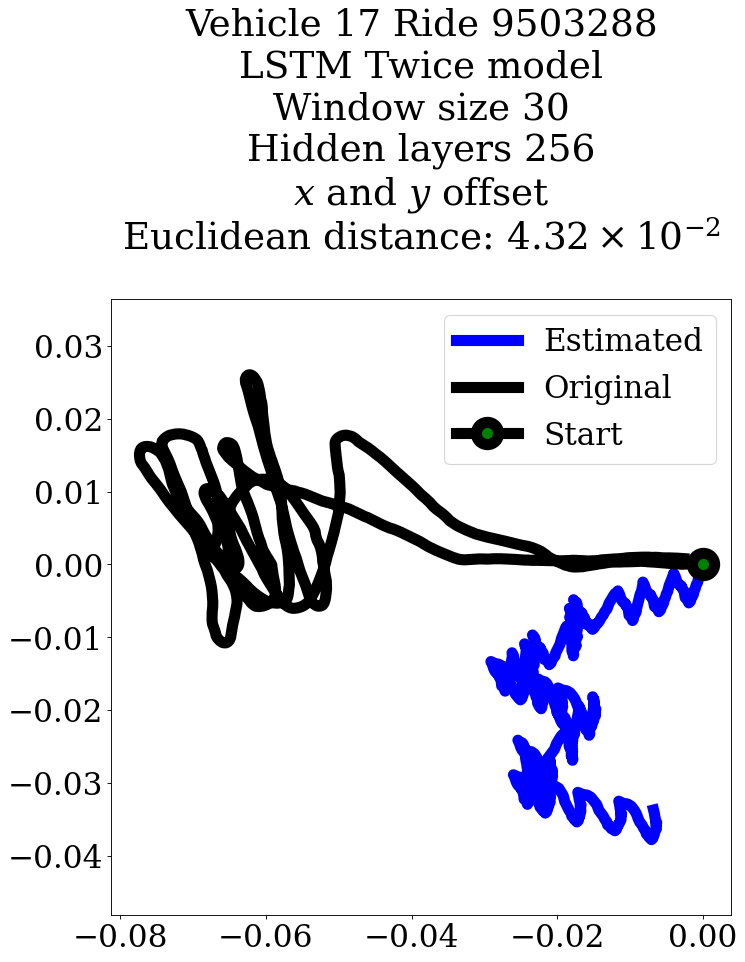 Vehicle 17 Ride 9503288
LSTM Twice model
Window size 30
Hidden layers 256
x and y offset
Euclidean distance: 4.32 × 10⁻²
Estimated
Original
Start
0.03
0.02
0.01
0.00
−0.01
−0.02
−0.03
−0.04
−0.08 −0.06 −0.04 −0.02 0.00